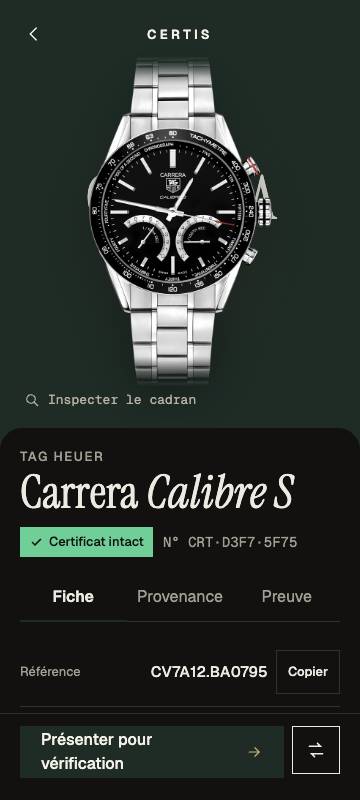 CERTIS
TACHYMETRE
CARRERA
CALIBRE S
Inspecter le cadran
TAG HEUER
Carrera Calibre S
Certificat intact
N° CRT·D3F7·5F75
Fiche Provenance Preuve
Référence CV7A12.BA0795 Copier
Présenter pour
vérification